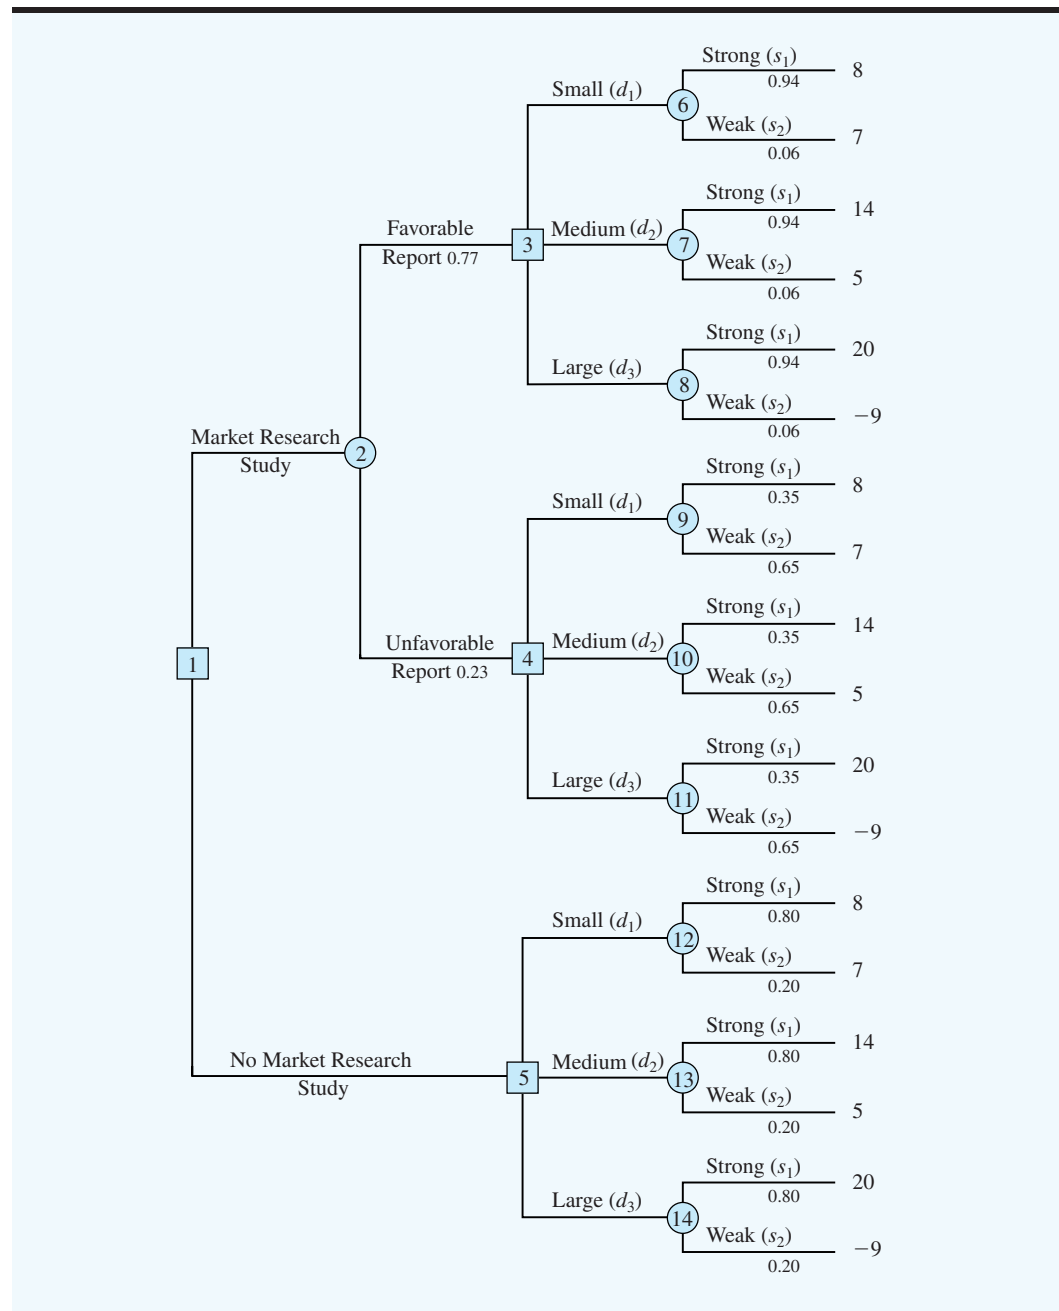 Strong (s₁)
8
0.94
Small (d₁)
6
Weak (s₂)
7
0.06
Strong (s₁)
14
0.94
Favorable
Report 0.77
3
Medium (d₂)
7
Weak (s₂)
5
0.06
Strong (s₁)
20
0.94
Large (d₃)
8
Weak (s₂)
−9
0.06
Market Research
Study
2
Strong (s₁)
8
0.35
Small (d₁)
9
Weak (s₂)
7
0.65
Strong (s₁)
14
0.35
Unfavorable
Report 0.23
4
Medium (d₂)
10
Weak (s₂)
5
0.65
1
Strong (s₁)
20
0.35
Large (d₃)
11
Weak (s₂)
−9
0.65
Strong (s₁)
8
0.80
Small (d₁)
12
Weak (s₂)
7
0.20
Strong (s₁)
14
0.80
No Market Research
Study
5
Medium (d₂)
13
Weak (s₂)
5
0.20
Strong (s₁)
20
0.80
Large (d₃)
14
Weak (s₂)
−9
0.20